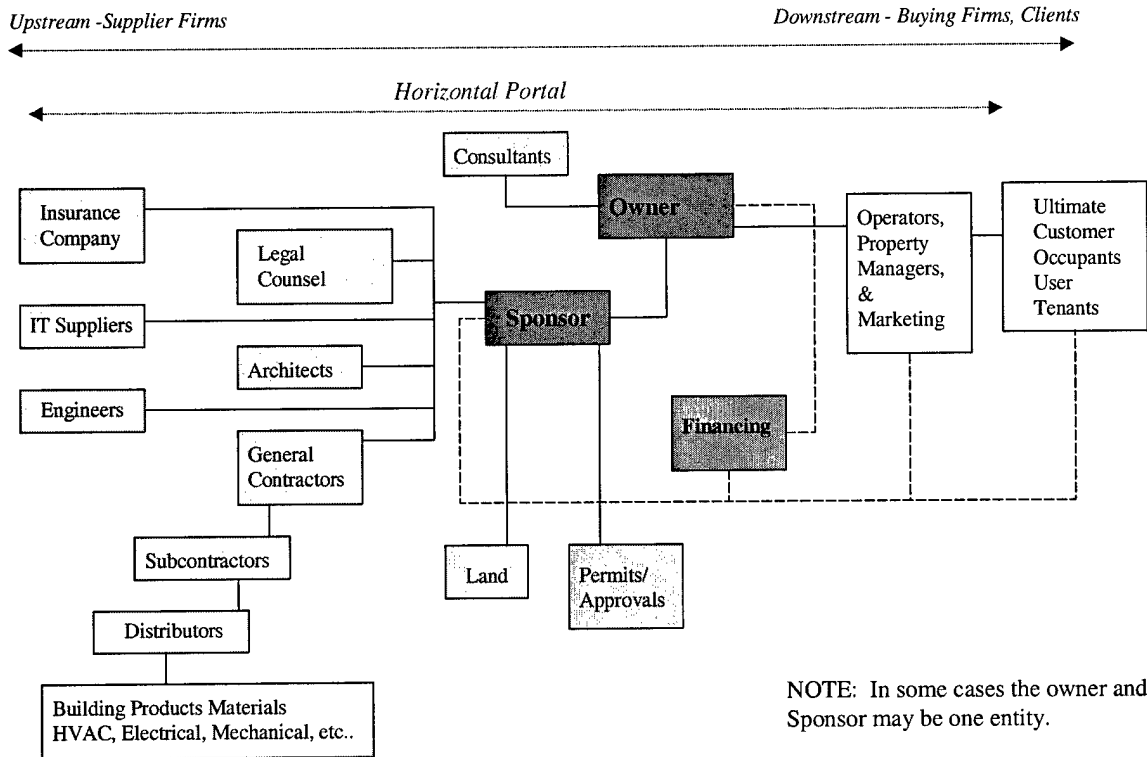 Upstream -Supplier Firms
Downstream - Buying Firms, Clients
Horizontal Portal
Consultants
Owner
Insurance
Company
Legal
Counsel
Operators,
Property
Managers,
&
Marketing
Ultimate
Customer
Occupants
User
Tenants
IT Suppliers
Sponsor
Architects
Engineers
Financing
General
Contractors
Subcontractors
Land
Permits/
Approvals
Distributors
Building Products Materials
HVAC, Electrical, Mechanical, etc..
NOTE: In some cases the owner and
Sponsor may be one entity.